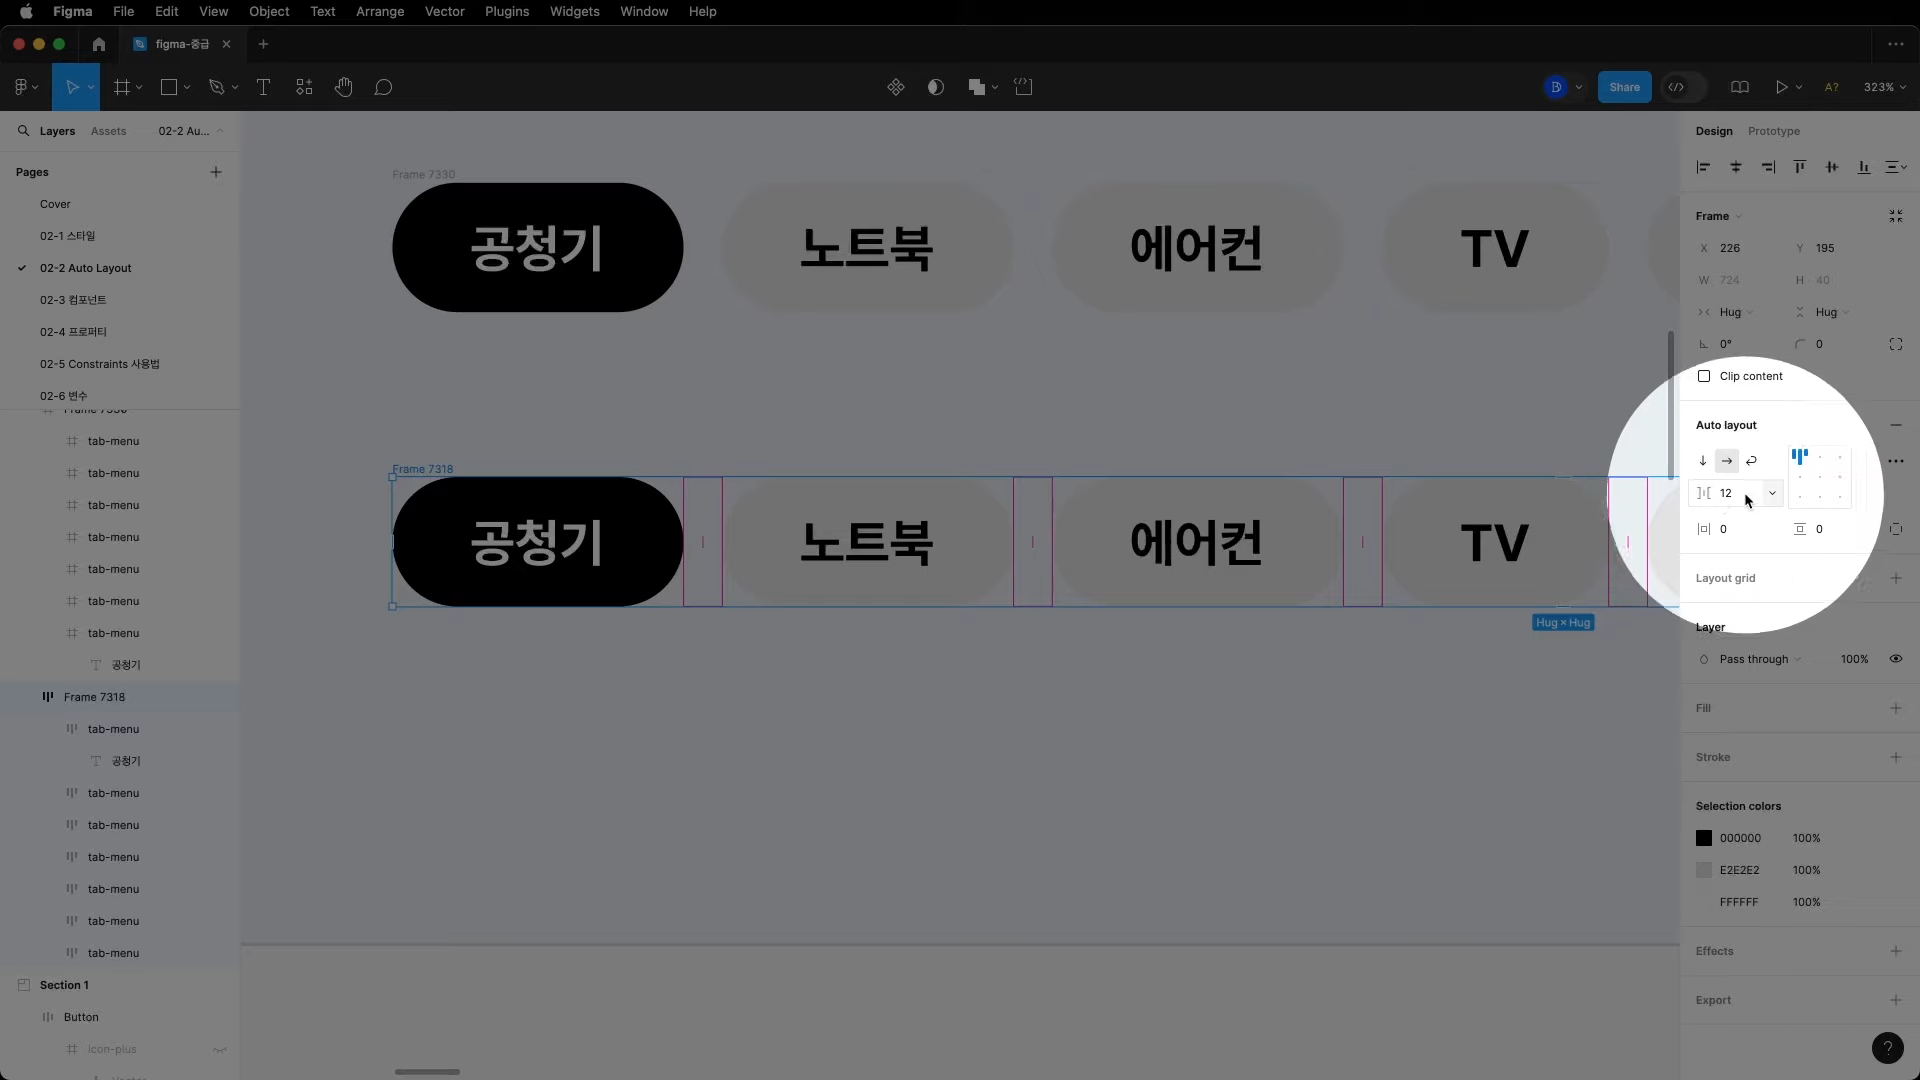 Figma File Edit View Object Text Arrange Vector Plugins Widgets Window Help
figma-중급
Share
A?
323%
Layers Assets 02-2 Au...
Pages
Cover
02-1 스타일
02-2 Auto Layout
02-3 컴포넌트
02-4 프로퍼티
02-5 Constraints 사용법
02-6 변수
Frame 7330
tab-menu
tab-menu
tab-menu
tab-menu
tab-menu
tab-menu
tab-menu
공청기
Frame 7318
tab-menu
공청기
tab-menu
tab-menu
tab-menu
tab-menu
tab-menu
tab-menu
Section 1
Button
icon-plus
Frame 7330
공청기 노트북 에어컨 TV
Frame 7318
공청기 노트북 에어컨 TV
Hug × Hug
Design Prototype
Frame
X 226 Y 195
W 724 H 40
Hug Hug
0° 0
Clip content
Auto layout
12
0 0
Layout grid
Layer
Pass through 100%
Fill
Stroke
Selection colors
000000 100%
E2E2E2 100%
FFFFFF 100%
Effects
Export
?